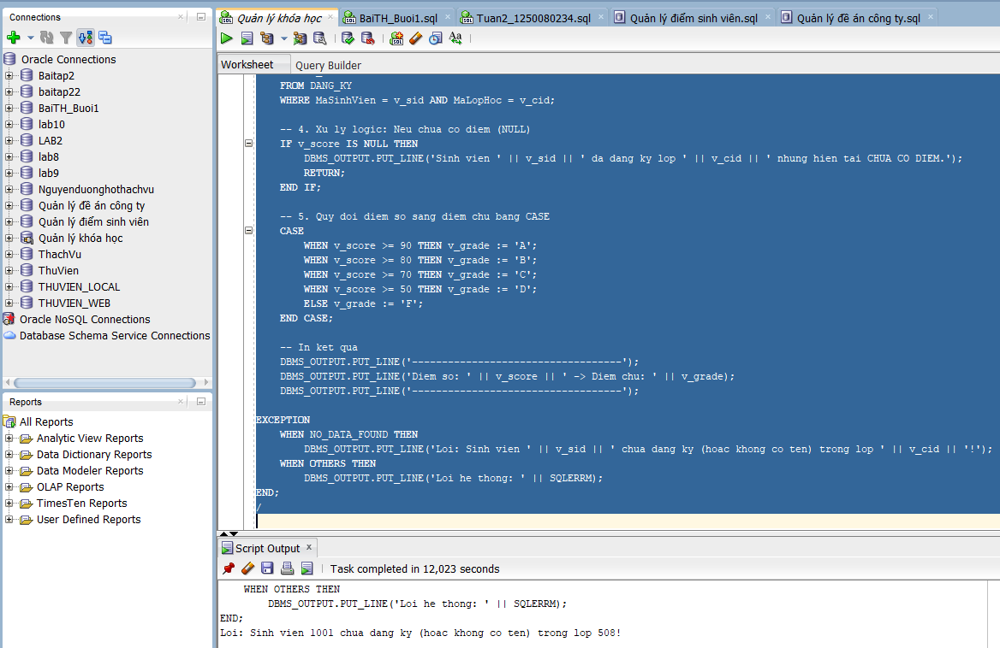 Connections
Oracle Connections
Baitap2
baitap22
BaiTH_Buoi1
lab10
LAB2
lab8
lab9
Nguyenduonghothachvu
Quản lý đề án công ty
Quản lý điểm sinh viên
Quản lý khóa học
ThachVu
ThuVien
THUVIEN_LOCAL
THUVIEN_WEB
Oracle NoSQL Connections
Database Schema Service Connections
Reports
All Reports
Analytic View Reports
Data Dictionary Reports
Data Modeler Reports
OLAP Reports
TimesTen Reports
User Defined Reports
Quản lý khóa học BaiTH_Buoi1.sql Tuan2_1250080234.sql Quản lý điểm sinh viên.sql Quản lý đề án công ty.sql
Worksheet Query Builder
FROM DANG_KY
WHERE MaSinhVien = v_sid AND MaLopHoc = v_cid;
-- 4. Xu ly logic: Neu chua co diem (NULL)
IF v_score IS NULL THEN
DBMS_OUTPUT.PUT_LINE('Sinh vien ' || v_sid || ' da dang ky lop ' || v_cid || ' nhung hien tai CHUA CO DIEM.');
RETURN;
END IF;
-- 5. Quy doi diem so sang diem chu bang CASE
CASE
WHEN v_score >= 90 THEN v_grade := 'A';
WHEN v_score >= 80 THEN v_grade := 'B';
WHEN v_score >= 70 THEN v_grade := 'C';
WHEN v_score >= 50 THEN v_grade := 'D';
ELSE v_grade := 'F';
END CASE;
-- In ket qua
DBMS_OUTPUT.PUT_LINE('-----------------------------------');
DBMS_OUTPUT.PUT_LINE('Diem so: ' || v_score || ' -> Diem chu: ' || v_grade);
DBMS_OUTPUT.PUT_LINE('-----------------------------------');
EXCEPTION
WHEN NO_DATA_FOUND THEN
DBMS_OUTPUT.PUT_LINE('Loi: Sinh vien ' || v_sid || ' chua dang ky (hoac khong co ten) trong lop ' || v_cid || '!');
WHEN OTHERS THEN
DBMS_OUTPUT.PUT_LINE('Loi he thong: ' || SQLERRM);
END;
/
Script Output
Task completed in 12,023 seconds
WHEN OTHERS THEN
DBMS_OUTPUT.PUT_LINE('Loi he thong: ' || SQLERRM);
END;
Loi: Sinh vien 1001 chua dang ky (hoac khong co ten) trong lop 508!